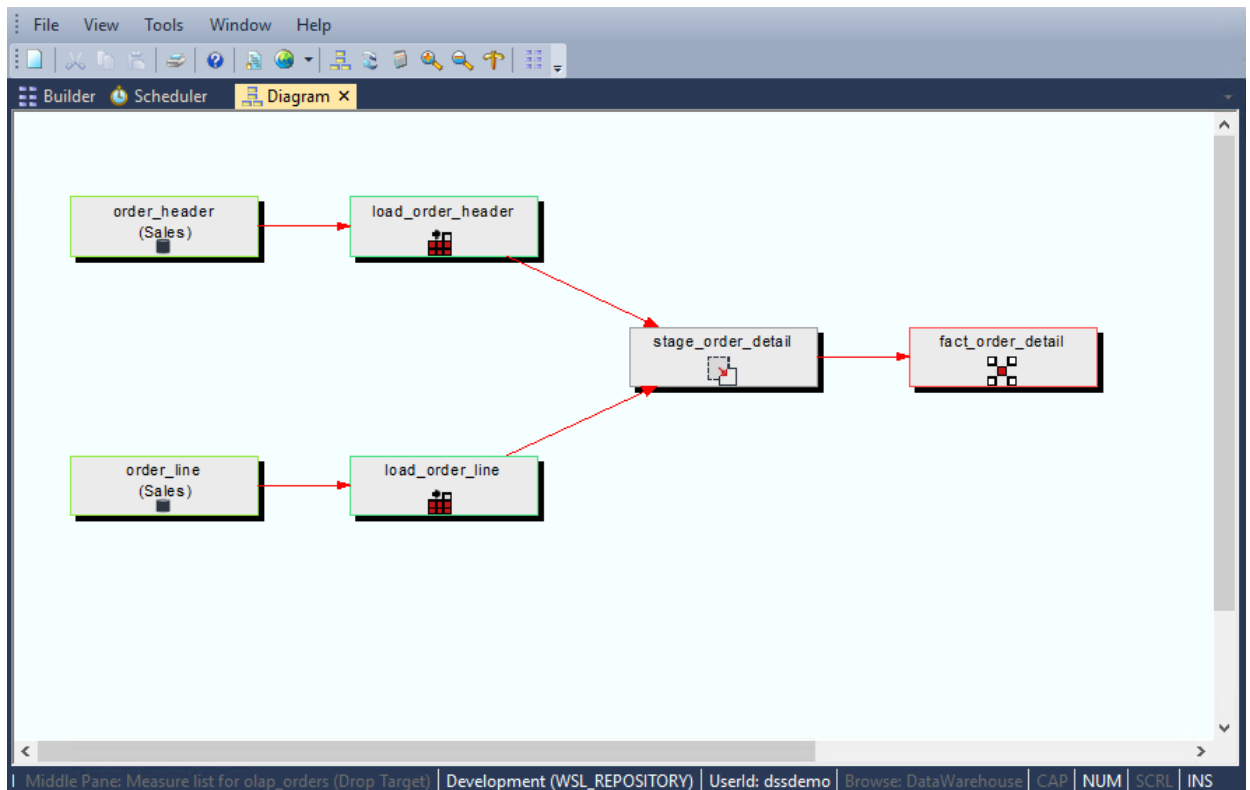 File View Tools Window Help
Builder Scheduler Diagram
order_header
(Sales)
load_order_header
stage_order_detail
fact_order_detail
order_line
(Sales)
load_order_line
Middle Pane: Measure list for olap_orders (Drop Target) Development (WSL_REPOSITORY) UserId: dssdemo Browse: DataWarehouse CAP NUM SCRL INS